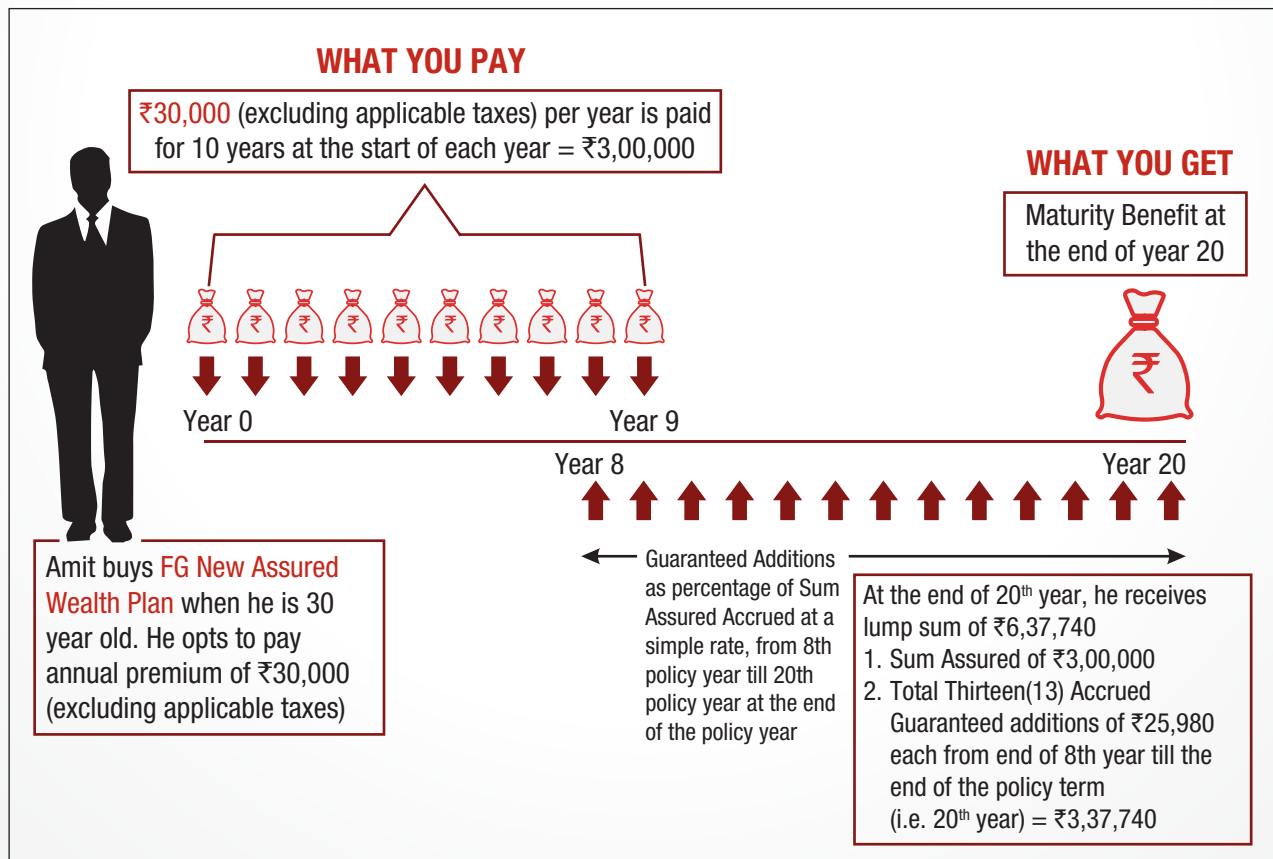 WHAT YOU PAY
₹30,000 (excluding applicable taxes) per year is paid
for 10 years at the start of each year = ₹3,00,000
WHAT YOU GET
Maturity Benefit at
the end of year 20
₹
₹
₹
₹
₹
₹
₹
₹
₹
₹
₹
Year 0
Year 9
Year 8
Year 20
Amit buys FG New Assured
Wealth Plan when he is 30
year old. He opts to pay
annual premium of ₹30,000
(excluding applicable taxes)
Guaranteed Additions
as percentage of Sum
Assured Accrued at a
simple rate, from 8th
policy year till 20th
policy year at the end
of the policy year
At the end of 20th year, he receives
lump sum of ₹6,37,740
1. Sum Assured of ₹3,00,000
2. Total Thirteen(13) Accrued
Guaranteed additions of ₹25,980
each from end of 8th year till the
end of the policy term
(i.e. 20th year) = ₹3,37,740